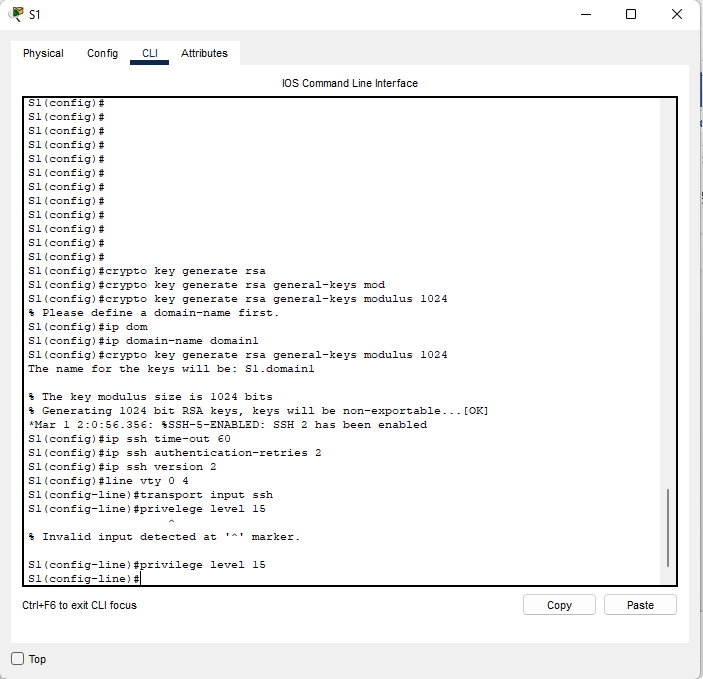 S1
Physical Config CLI Attributes
IOS Command Line Interface
S1(config)#
S1(config)#
S1(config)#
S1(config)#
S1(config)#
S1(config)#
S1(config)#
S1(config)#
S1(config)#
S1(config)#
S1(config)#
S1(config)#
S1(config)#crypto key generate rsa
S1(config)#crypto key generate rsa general-keys mod
S1(config)#crypto key generate rsa general-keys modulus 1024
% Please define a domain-name first.
S1(config)#ip dom
S1(config)#ip domain-name domain1
S1(config)#crypto key generate rsa general-keys modulus 1024
The name for the keys will be: S1.domain1
% The key modulus size is 1024 bits
% Generating 1024 bit RSA keys, keys will be non-exportable...[OK]
*Mar 1 2:0:56.356: %SSH-5-ENABLED: SSH 2 has been enabled
S1(config)#ip ssh time-out 60
S1(config)#ip ssh authentication-retries 2
S1(config)#ip ssh version 2
S1(config)#line vty 0 4
S1(config-line)#transport input ssh
S1(config-line)#privelege level 15
^
% Invalid input detected at '^' marker.
S1(config-line)#privilege level 15
S1(config-line)#
Ctrl+F6 to exit CLI focus
Copy Paste
Top